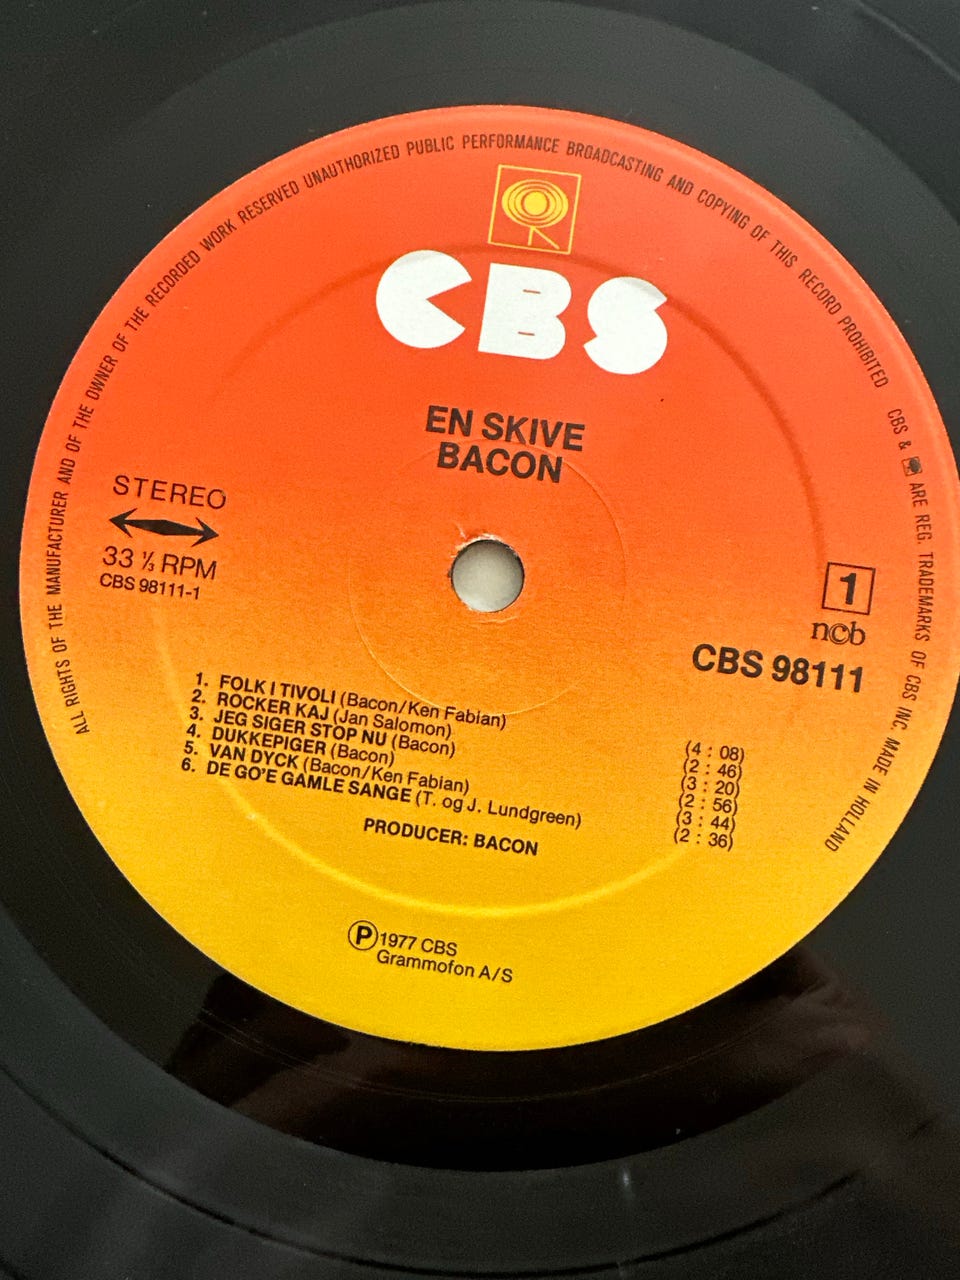 ALL RIGHTS OF THE MANUFACTURER AND OF THE OWNER OF THE RECORDED WORK RESERVED UNAUTHORIZED PUBLIC PERFORMANCE BROADCASTING AND COPYING OF THIS RECORD PROHIBITED
CBS & ARE REG. TRADEMARKS OF CBS INC MADE IN HOLLAND
CBS
EN SKIVE
BACON
STEREO
33 ⅓ RPM
CBS 98111-1
1
n©b
CBS 98111
1. FOLK I TIVOLI (Bacon/Ken Fabian) (4 : 08)
2. ROCKER KAJ (Jan Salomon) (2 : 46)
3. JEG SIGER STOP NU (Bacon) (3 : 20)
4. DUKKEPIGER (Bacon) (2 : 56)
5. VAN DYCK (Bacon/Ken Fabian) (3 : 44)
6. DE GO'E GAMLE SANGE (T. og J. Lundgreen) (2 : 36)
PRODUCER: BACON
Ⓟ 1977 CBS
Grammofon A/S